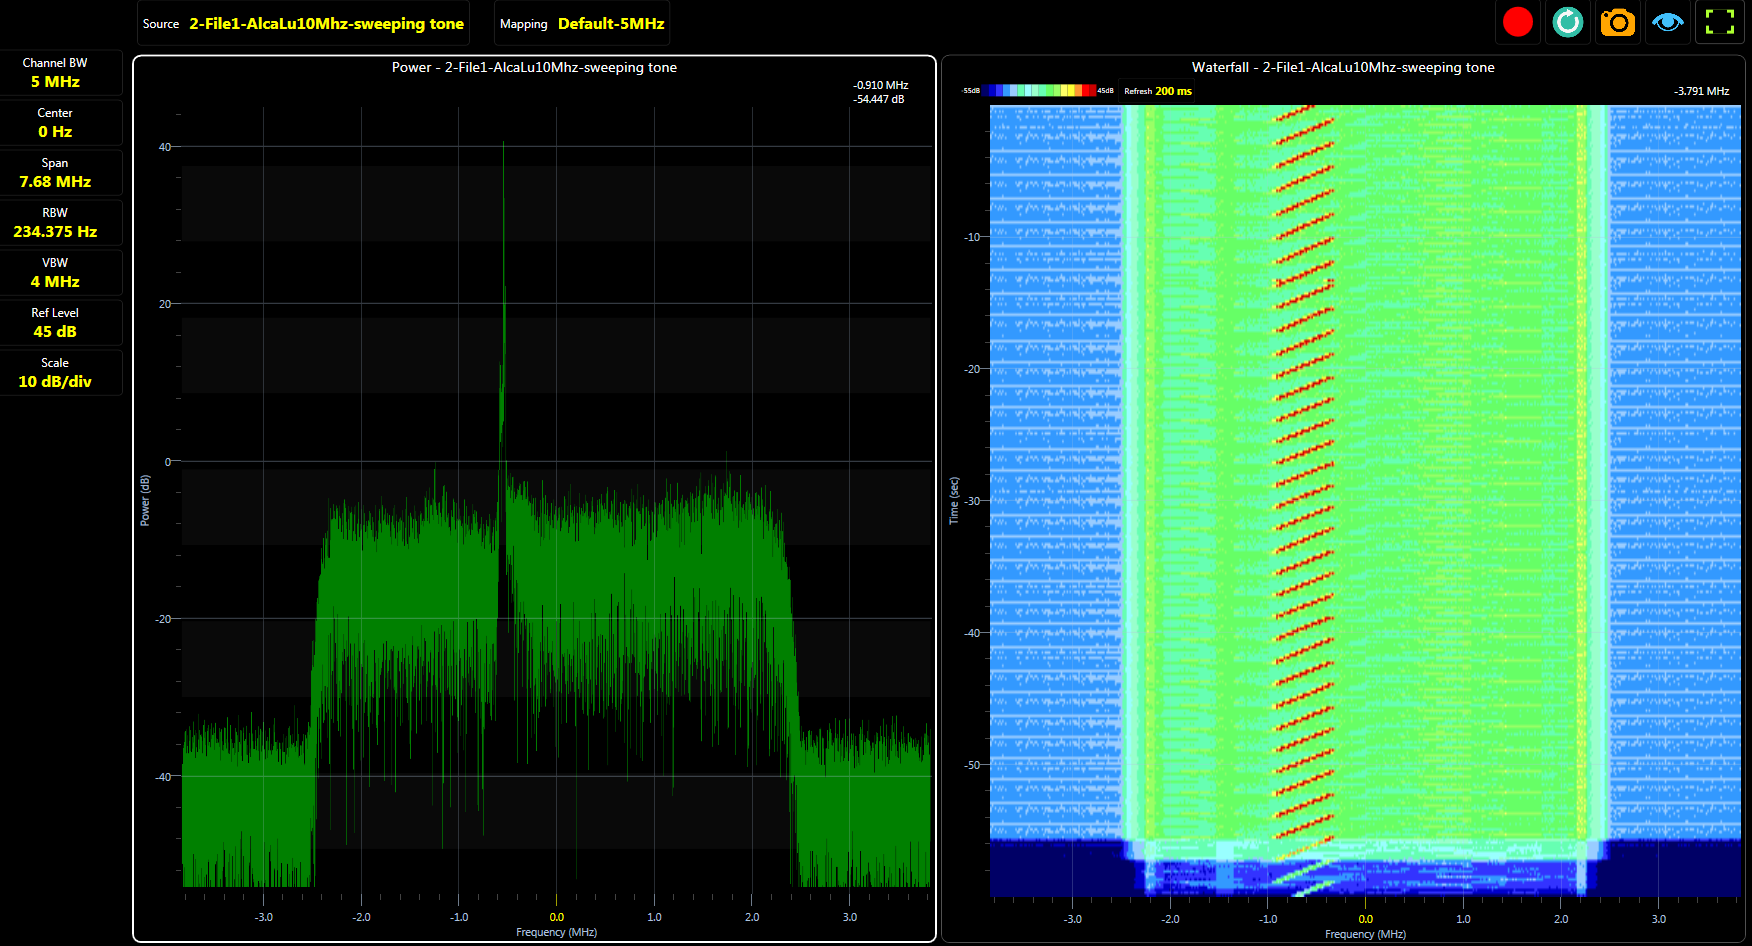 Source 2-File1-AlcaLu10Mhz-sweeping tone
Mapping Default-5MHz
Channel BW
5 MHz
Center
0 Hz
Span
7.68 MHz
RBW
234.375 Hz
VBW
4 MHz
Ref Level
45 dB
Scale
10 dB/div
Power - 2-File1-AlcaLu10Mhz-sweeping tone
-0.910 MHz
-54.447 dB
40
20
0
-20
-40
Power (dB)
-3.0 -2.0 -1.0 0.0 1.0 2.0 3.0
Frequency (MHz)
Waterfall - 2-File1-AlcaLu10Mhz-sweeping tone
-55dB 45dB Refresh 200 ms
-3.791 MHz
-10
-20
-30
-40
-50
Time (sec)
-3.0 -2.0 -1.0 0.0 1.0 2.0 3.0
Frequency (MHz)